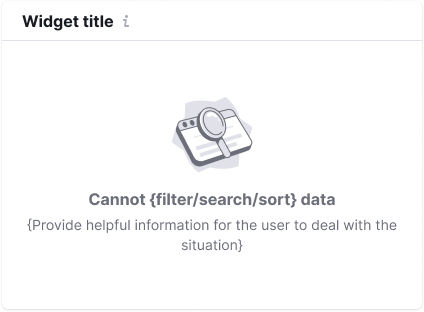 Widget title
Cannot {filter/search/sort} data
{Provide helpful information for the user to deal with the
situation}